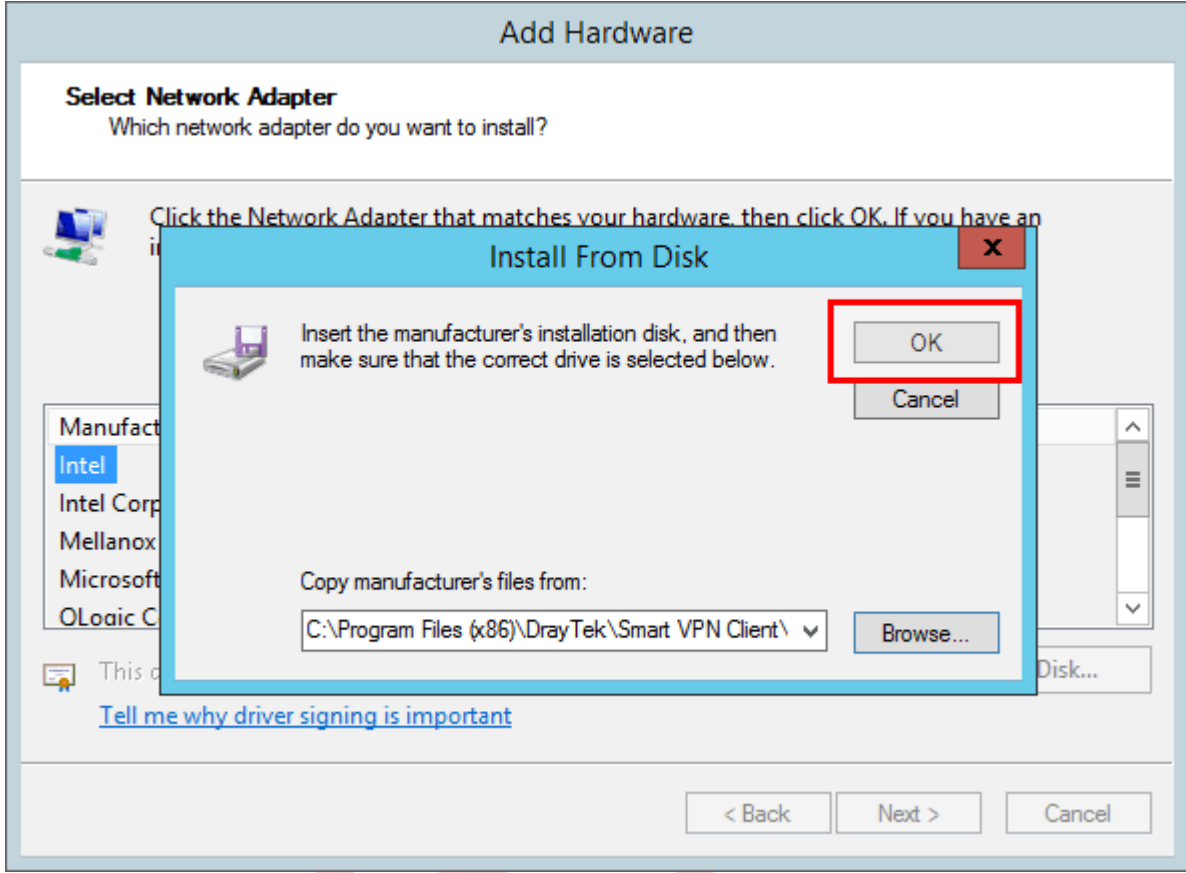 Add Hardware
Select Network Adapter
Which network adapter do you want to install?
Click the Network Adapter that matches your hardware, then click OK. If you have an
Install From Disk
X
Insert the manufacturer's installation disk, and then
make sure that the correct drive is selected below.
OK
Cancel
Manufact
Intel
Intel Corp
Mellanox
Microsoft
QLogic C
Copy manufacturer's files from:
C:\Program Files (x86)\DrayTek\Smart VPN Client\
Browse...
This d
Disk...
Tell me why driver signing is important
< Back
Next >
Cancel